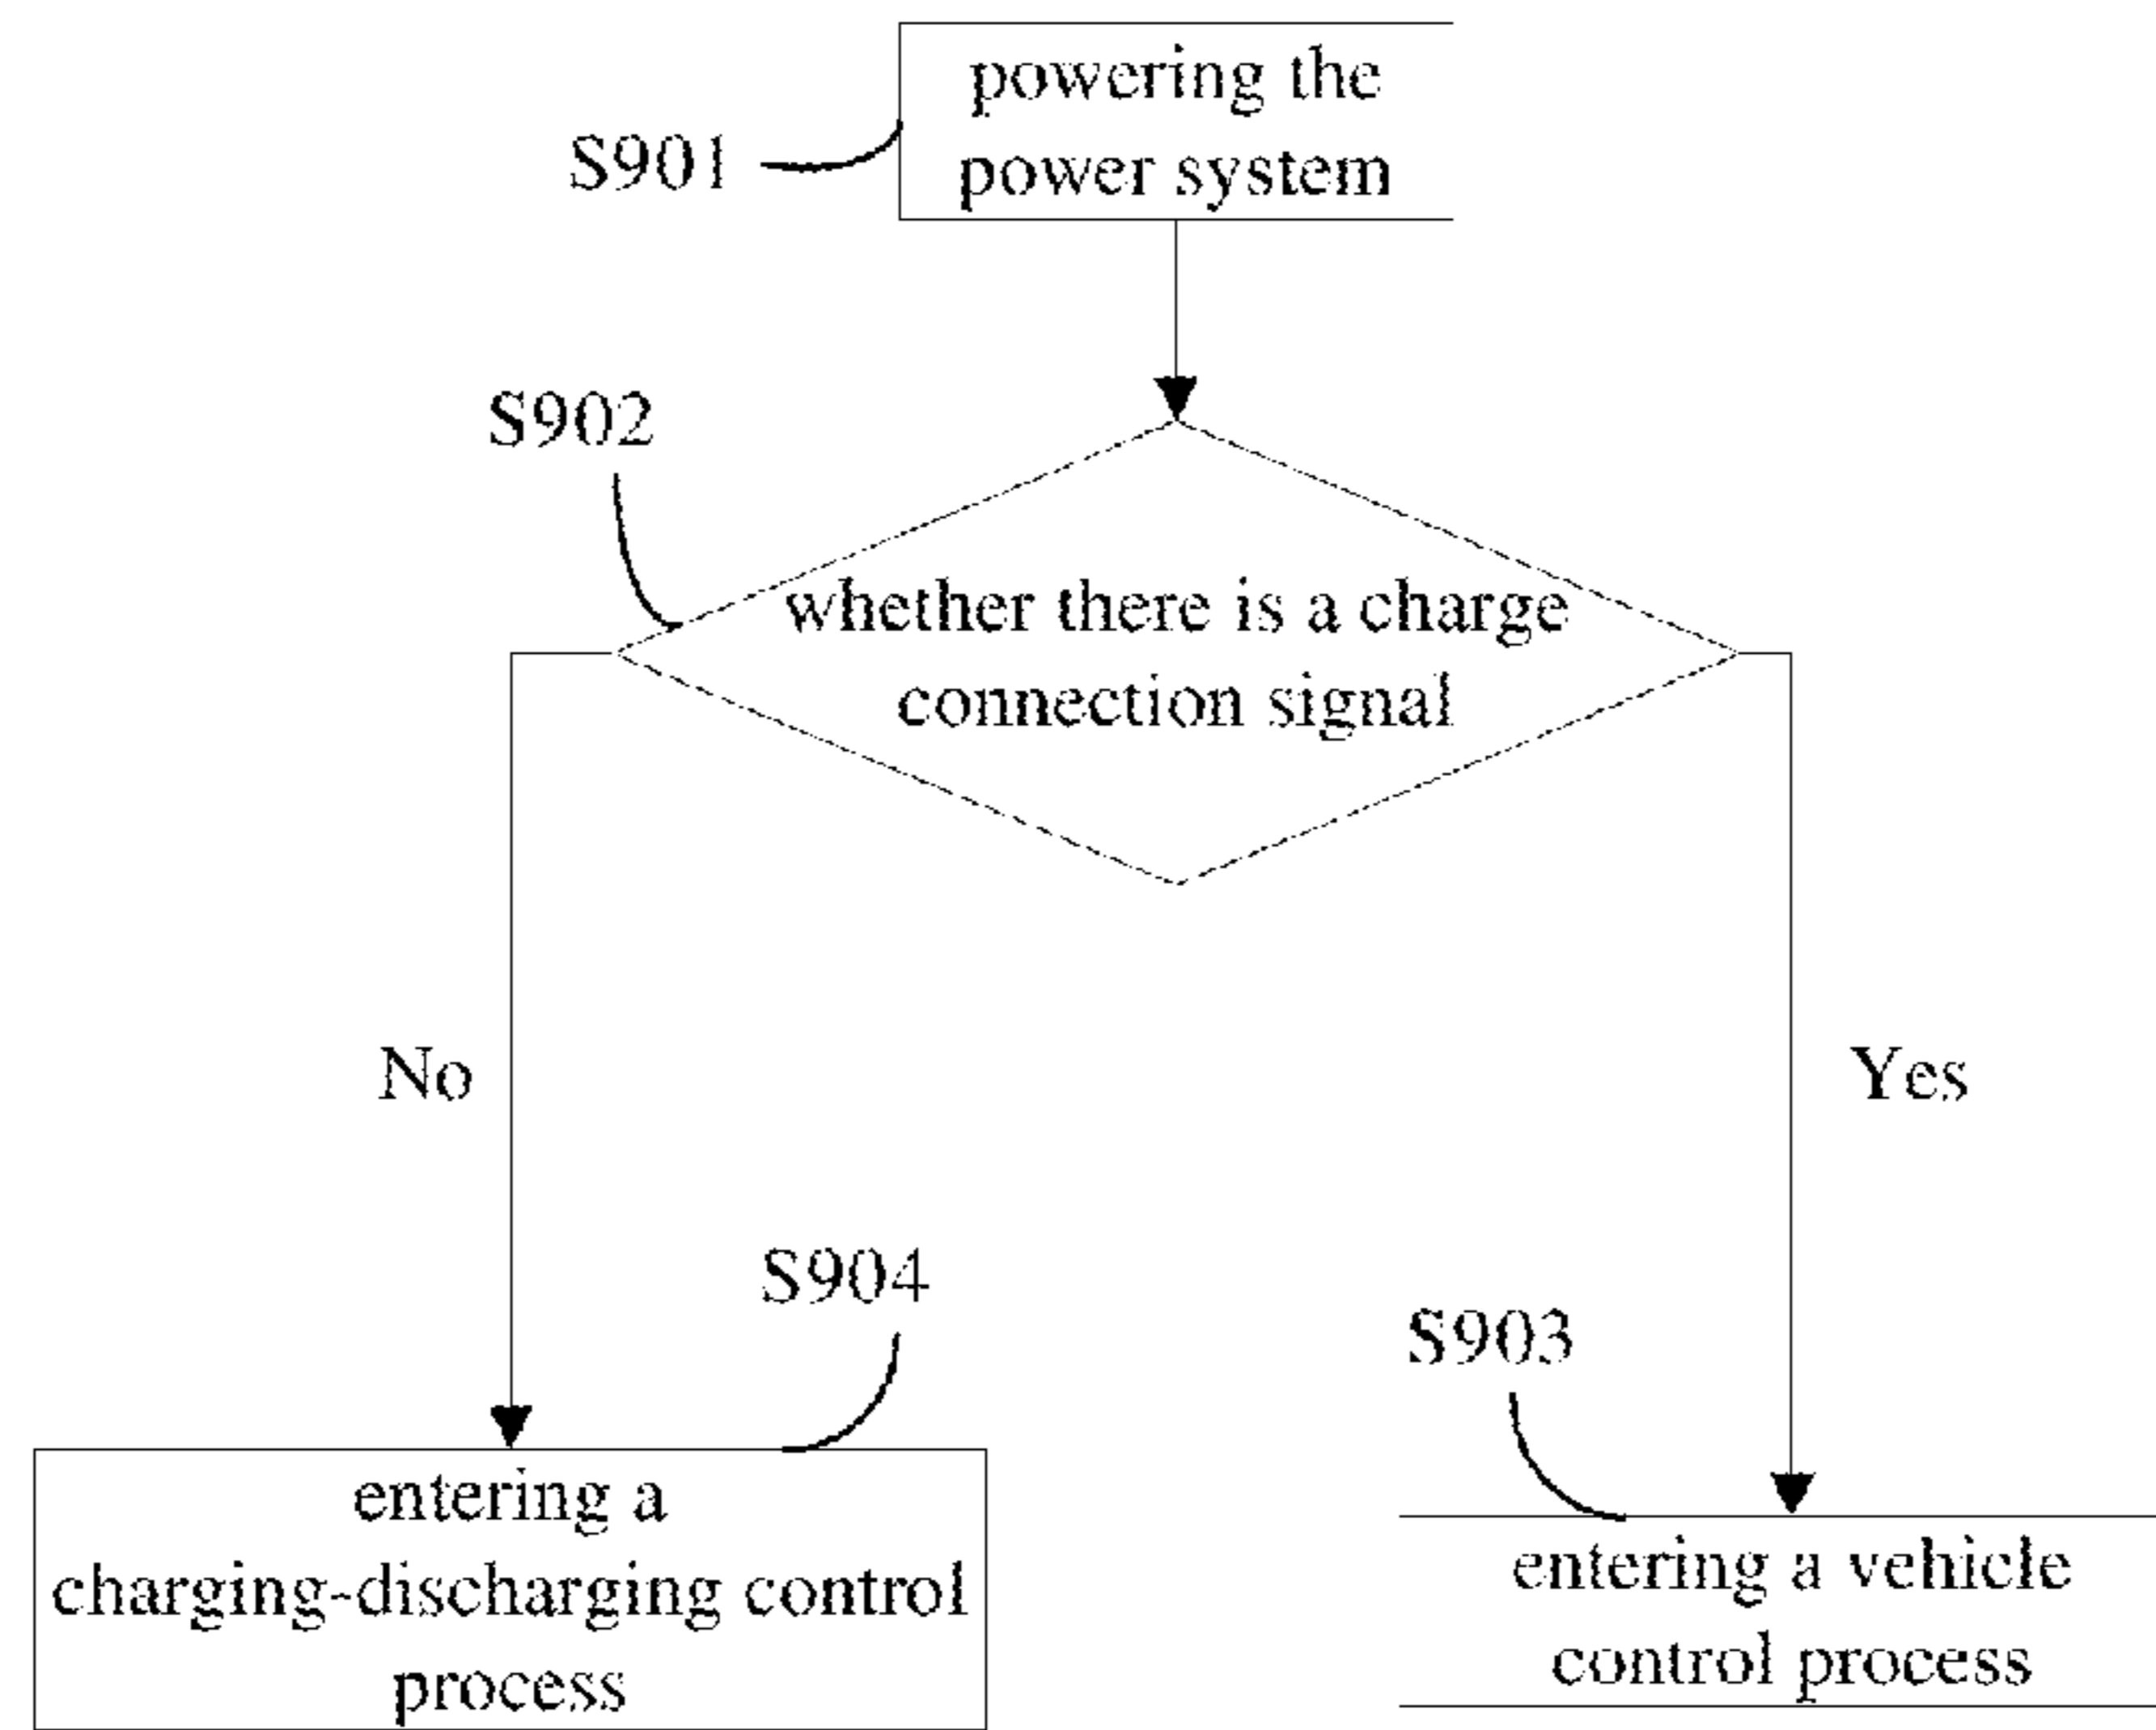 powering the
power system
S901
S902
whether there is a charge
connection signal
No
Yes
S904
S903
entering a
charging-discharging control
process
entering a vehicle
control process